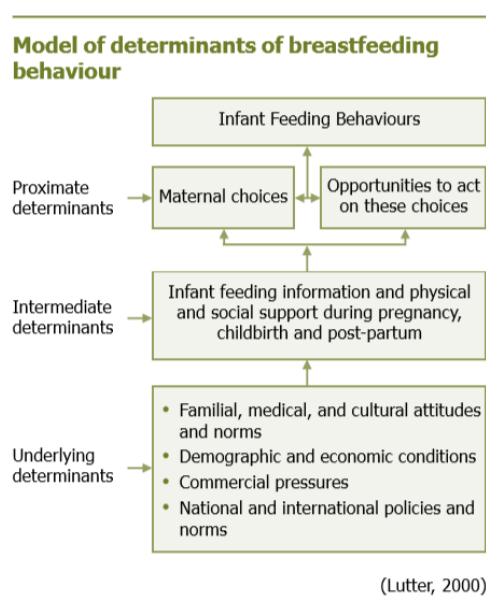 Model of determinants of breastfeeding
behaviour
Infant Feeding Behaviours
Proximate
determinants
Maternal choices
Opportunities to act
on these choices
Intermediate
determinants
Infant feeding information and physical
and social support during pregnancy,
childbirth and post-partum
Underlying
determinants
• Familial, medical, and cultural attitudes
and norms
• Demographic and economic conditions
• Commercial pressures
• National and international policies and
norms
(Lutter, 2000)